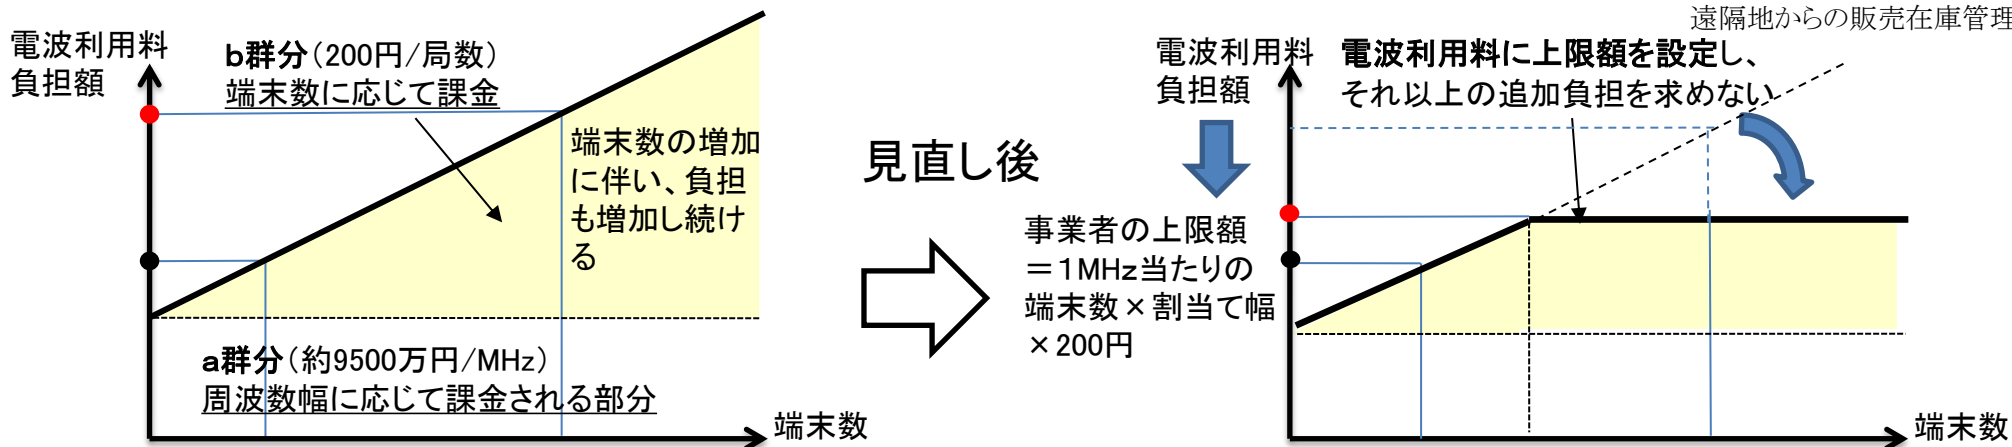 遠隔地からの販売在庫管理
電波利用料
負担額
b群分（200円/局数）
端末数に応じて課金
端末数の増加
に伴い、負担
も増加し続け
る
a群分（約9500万円/MHz）
周波数幅に応じて課金される部分
端末数
見直し後
電波利用料
負担額
電波利用料に上限額を設定し、
それ以上の追加負担を求めない
事業者の上限額
＝1MHz当たりの
端末数×割当て幅
×200円
端末数